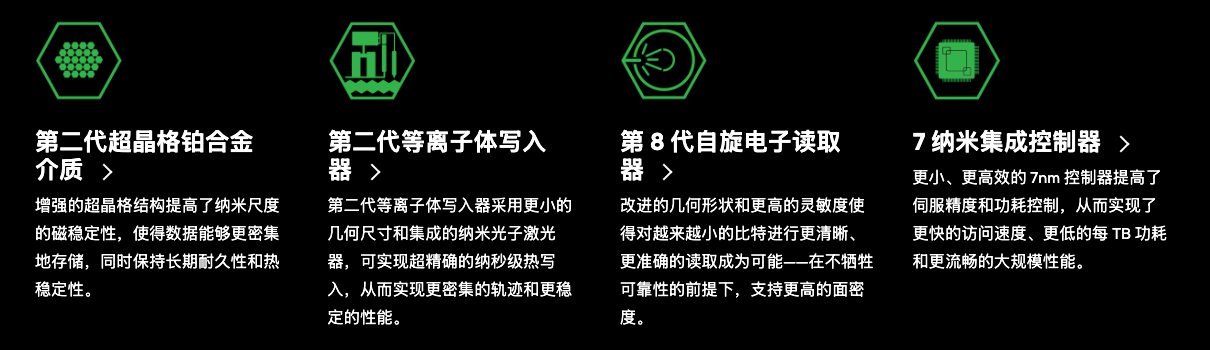 第二代超晶格铂合金
介质
增强的超晶格结构提高了纳米尺度
的磁稳定性，使得数据能够更密集
地存储，同时保持长期耐久性和热
稳定性。
第二代等离子体写入
器
第二代等离子体写入器采用更小的
几何尺寸和集成的纳米光子激光
器，可实现超精确的纳秒级热写
入，从而实现更密集的轨迹和更稳
定的性能。
第 8 代自旋电子读取
器
改进的几何形状和更高的灵敏度使
得对越来越小的比特进行更清晰、
更准确的读取成为可能——在不牺牲
可靠性的前提下，支持更高的面密
度。
7 纳米集成控制器
更小、更高效的 7nm 控制器提高了
伺服精度和功耗控制，从而实现了
更快的访问速度、更低的每 TB 功耗
和更流畅的大规模性能。